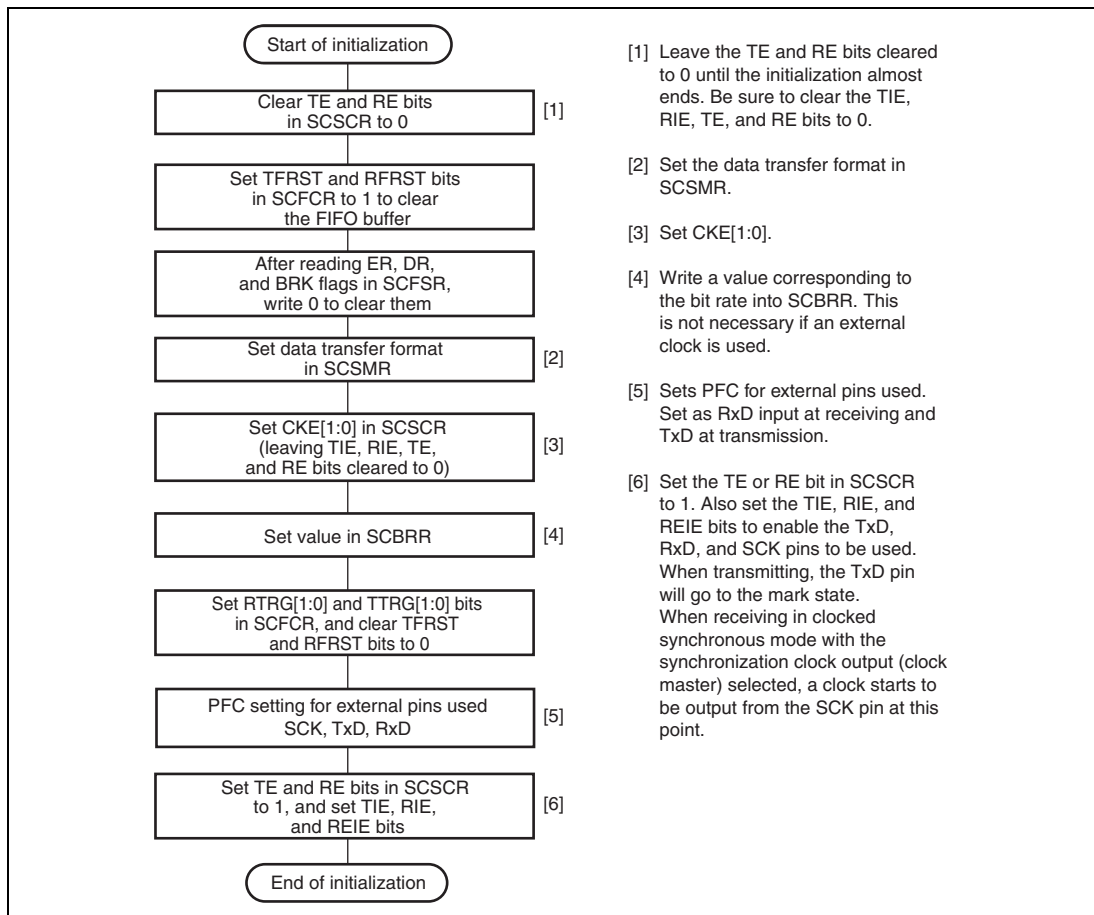 Start of initialization
Clear TE and RE bits
in SCSCR to 0
[1]
Set TFRST and RFRST bits
in SCFCR to 1 to clear
the FIFO buffer
After reading ER, DR,
and BRK flags in SCFSR,
write 0 to clear them
Set data transfer format
in SCSMR
[2]
Set CKE[1:0] in SCSCR
(leaving TIE, RIE, TE,
and RE bits cleared to 0)
[3]
Set value in SCBRR
[4]
Set RTRG[1:0] and TTRG[1:0] bits
in SCFCR, and clear TFRST
and RFRST bits to 0
PFC setting for external pins used
SCK, TxD, RxD
[5]
Set TE and RE bits in SCSCR
to 1, and set TIE, RIE,
and REIE bits
[6]
End of initialization
[1] Leave the TE and RE bits cleared
to 0 until the initialization almost
ends. Be sure to clear the TIE,
RIE, TE, and RE bits to 0.
[2] Set the data transfer format in
SCSMR.
[3] Set CKE[1:0].
[4] Write a value corresponding to
the bit rate into SCBRR. This
is not necessary if an external
clock is used.
[5] Sets PFC for external pins used.
Set as RxD input at receiving and
TxD at transmission.
[6] Set the TE or RE bit in SCSCR
to 1. Also set the TIE, RIE, and
REIE bits to enable the TxD,
RxD, and SCK pins to be used.
When transmitting, the TxD pin
will go to the mark state.
When receiving in clocked
synchronous mode with the
synchronization clock output (clock
master) selected, a clock starts to
be output from the SCK pin at this
point.